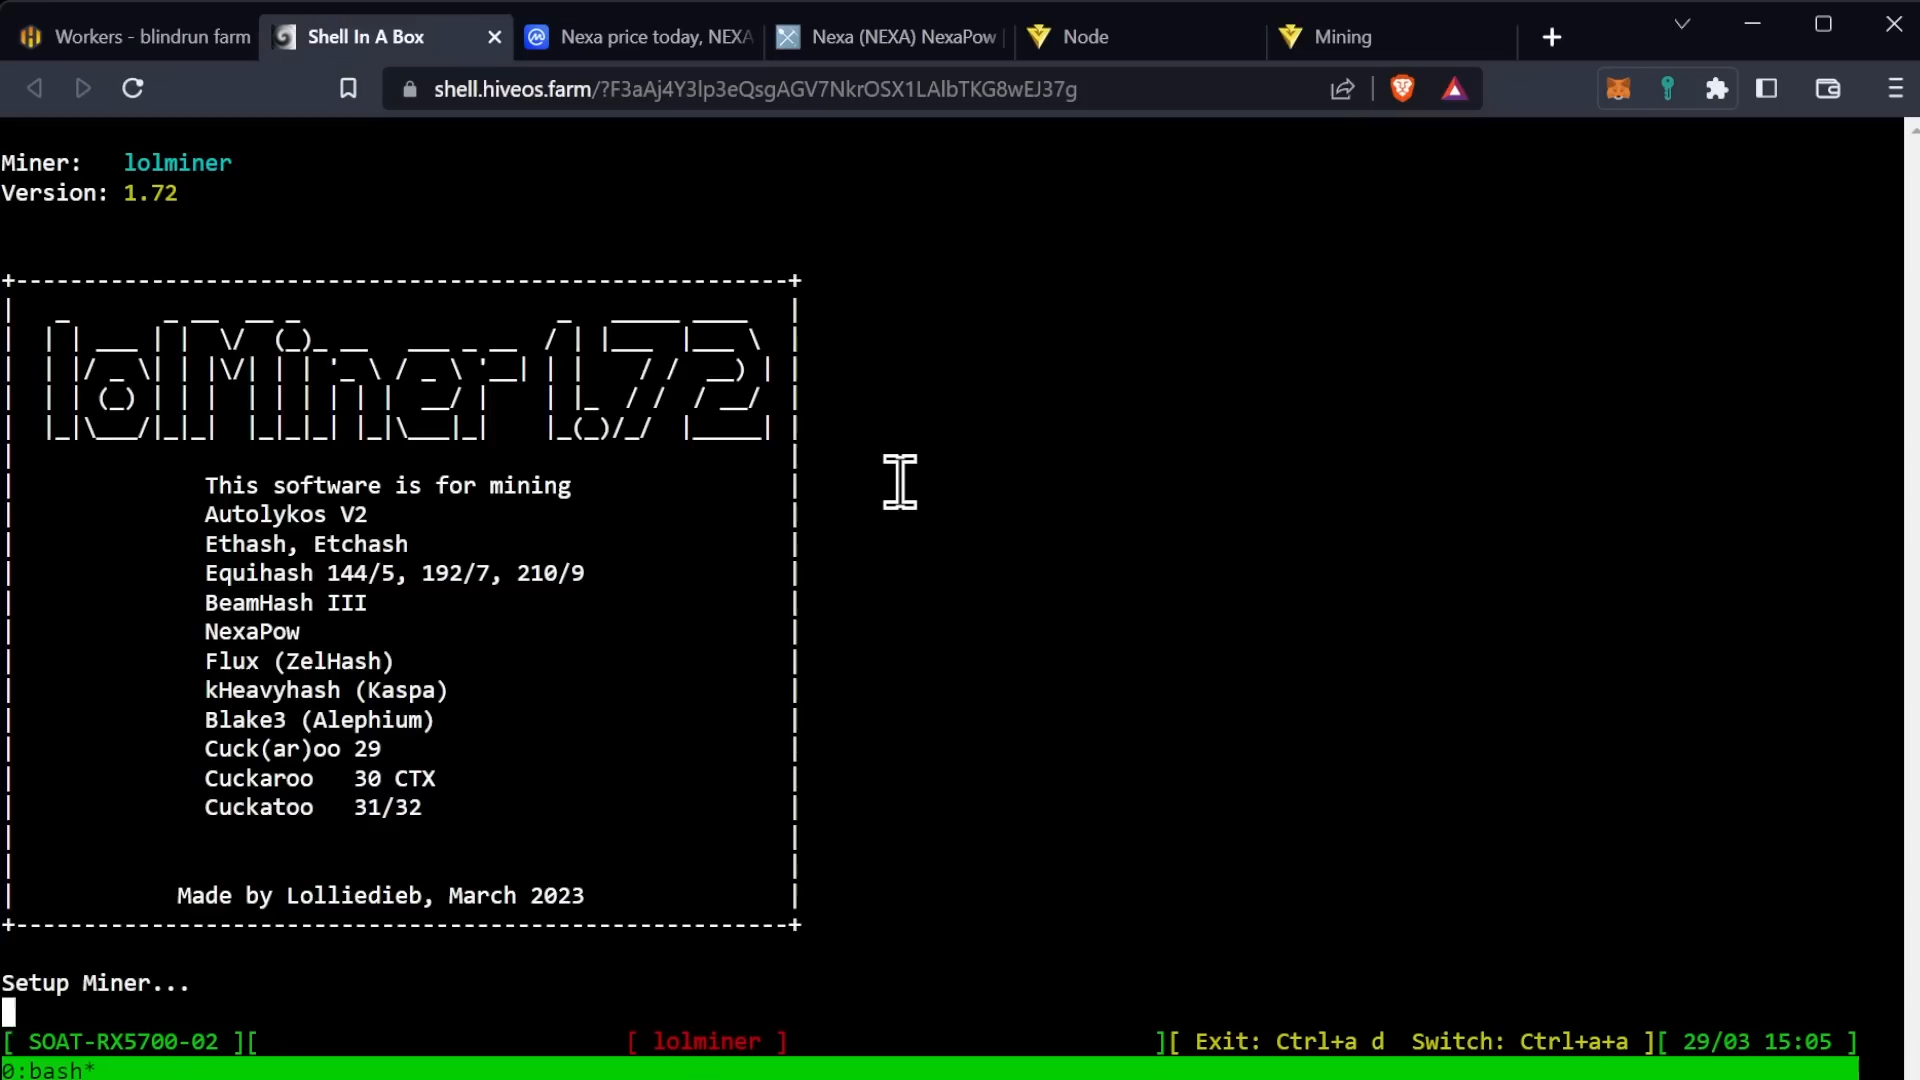 Workers - blindrun farm
Shell In A Box
Nexa price today, NEXA
Nexa (NEXA) NexaPow
Node
Mining
shell.hiveos.farm/?F3aAj4Y3lp3eQsgAGV7NkrOSX1LAlbTKG8wEJ37g
Miner: lolminer
Version: 1.72
lolMiner 1.72
This software is for mining
Autolykos V2
Ethash, Etchash
Equihash 144/5, 192/7, 210/9
BeamHash III
NexaPow
Flux (ZelHash)
kHeavyhash (Kaspa)
Blake3 (Alephium)
Cuck(ar)oo 29
Cuckaroo 30 CTX
Cuckatoo 31/32
Made by Lolliedieb, March 2023
Setup Miner...
[ SOAT-RX5700-02 ][ [ lolminer ] ][ Exit: Ctrl+a d Switch: Ctrl+a+a ][ 29/03 15:05 ]
0:bash*